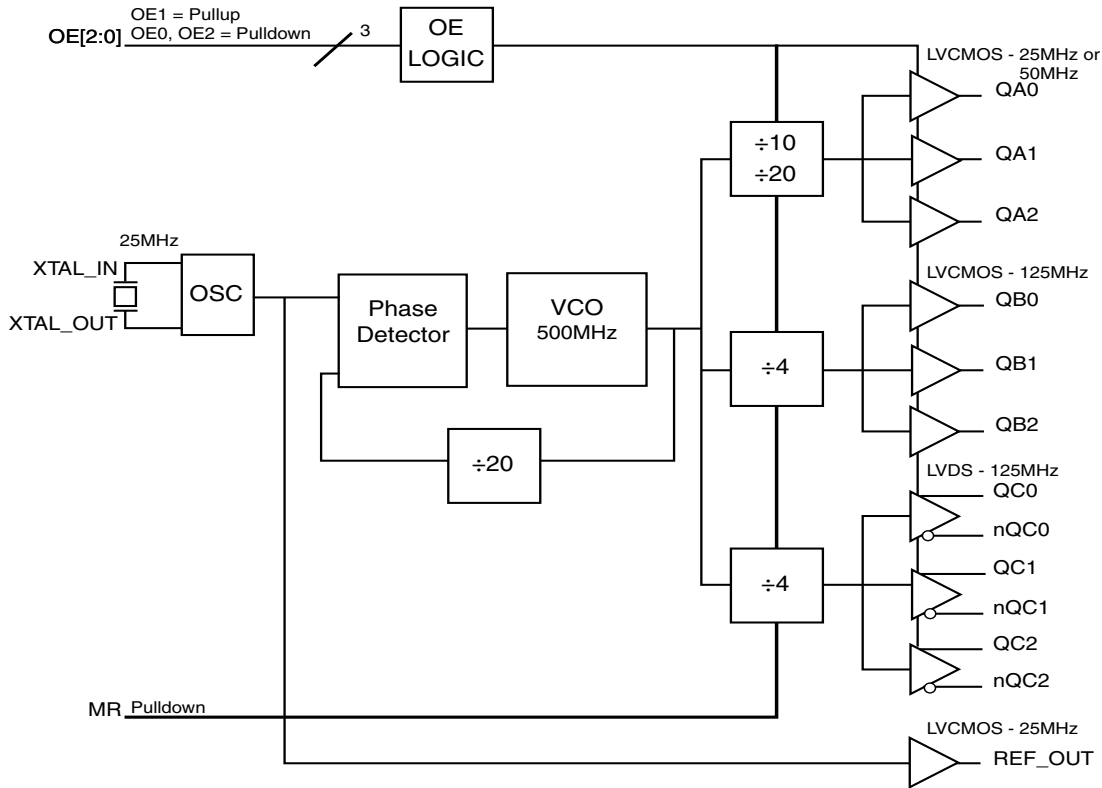 OE1 = Pullup
OE[2:0] OE0, OE2 = Pulldown
3
OE
LOGIC
LVCMOS - 25MHz or
50MHz
QA0
÷10
÷20
QA1
QA2
25MHz
XTAL_IN
XTAL_OUT
OSC
Phase
Detector
VCO
500MHz
÷20
LVCMOS - 125MHz
QB0
÷4
QB1
QB2
LVDS - 125MHz
QC0
nQC0
÷4
QC1
nQC1
QC2
nQC2
MR Pulldown
LVCMOS - 25MHz
REF_OUT